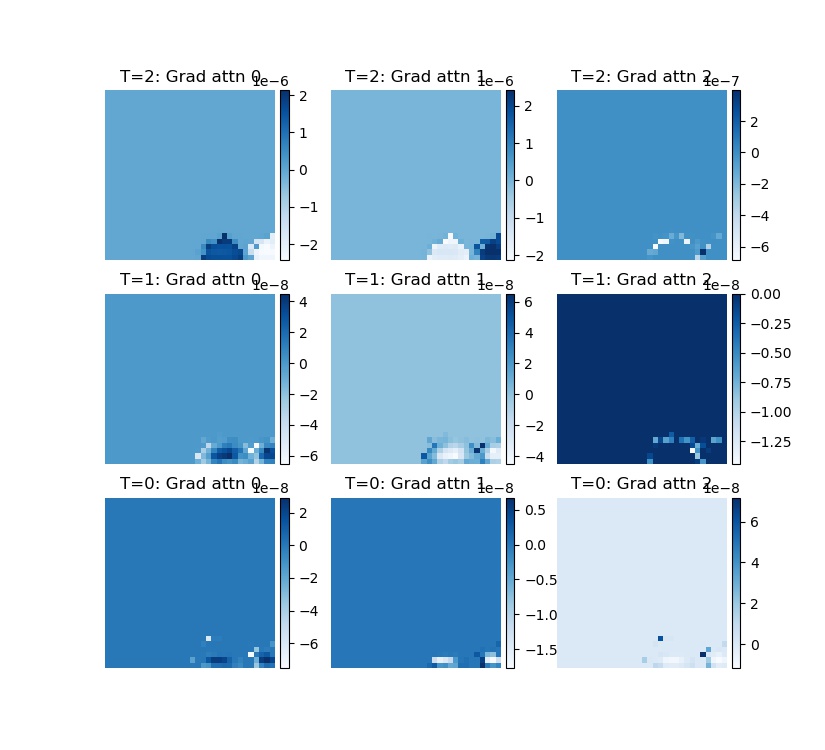 T=2: Grad attn 0
1e−6
2
1
0
−1
−2
T=2: Grad attn 1
1e−6
2
1
0
−1
−2
T=2: Grad attn 2
1e−7
2
0
−2
−4
−6
T=1: Grad attn 0
1e−8
4
2
0
−2
−4
−6
T=1: Grad attn 1
1e−8
6
4
2
0
−2
−4
T=1: Grad attn 2
1e−8
0.00
−0.25
−0.50
−0.75
−1.00
−1.25
T=0: Grad attn 0
1e−8
2
0
−2
−4
−6
T=0: Grad attn 1
1e−8
0.5
0.0
−0.5
−1.0
−1.5
T=0: Grad attn 2
1e−8
6
4
2
0